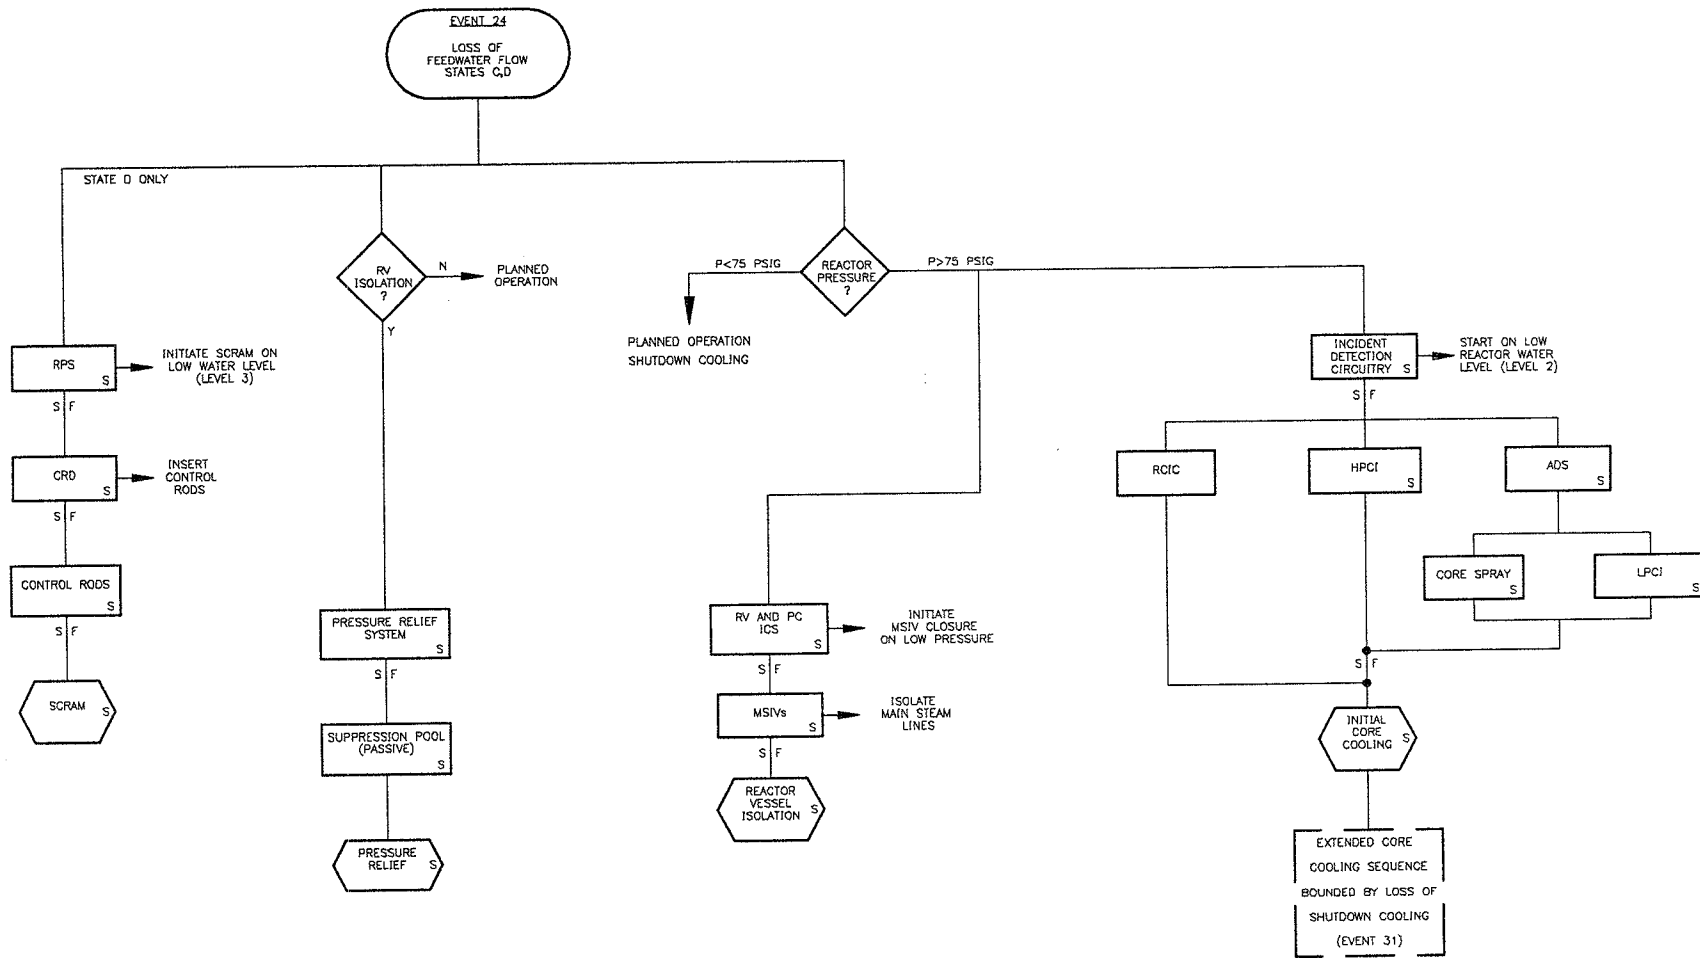 EVENT 24
LOSS OF
FEEDWATER FLOW
STATES C,D
STATE D ONLY
RV
ISOLATION
?
N
PLANNED
OPERATION
Y
P<75 PSIG
REACTOR
PRESSURE
?
P>75 PSIG
PLANNED OPERATION
SHUTDOWN COOLING
RPS
S
INITIATE SCRAM ON
LOW WATER LEVEL
(LEVEL 3)
S F
CRD
S
INSERT
CONTROL
RODS
S F
CONTROL RODS
S
S F
SCRAM
S
PRESSURE RELIEF
SYSTEM
S
S F
SUPPRESSION POOL
(PASSIVE)
S
PRESSURE
RELIEF
S
RV AND PC
ICS
S
INITIATE
MSIV CLOSURE
ON LOW PRESSURE
S F
MSIVs
S
ISOLATE
MAIN STEAM
LINES
S F
REACTOR
VESSEL
ISOLATION
S
INCIDENT
DETECTION
CIRCUITRY S
START ON LOW
REACTOR WATER
LEVEL (LEVEL 2)
S F
RCIC
HPCI
S
ADS
S
CORE SPRAY
S
LPCI
S
S F
INITIAL
CORE
COOLING
S
EXTENDED CORE
COOLING SEQUENCE
BOUNDED BY LOSS OF
SHUTDOWN COOLING
(EVENT 31)